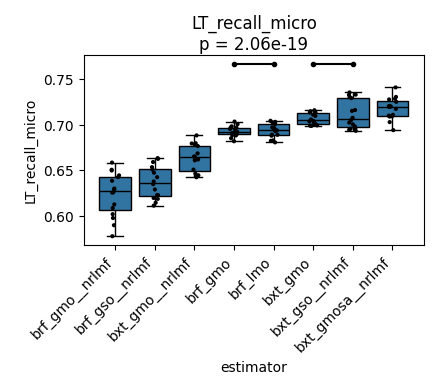 LT_recall_micro
p = 2.06e-19
LT_recall_micro
0.75
0.70
0.65
0.60
brf_gmo__nrlmf
brf_gso__nrlmf
bxt_gmo__nrlmf
brf_gmo
brf_lmo
bxt_gmo
bxt_gso__nrlmf
bxt_gmosa__nrlmf
estimator